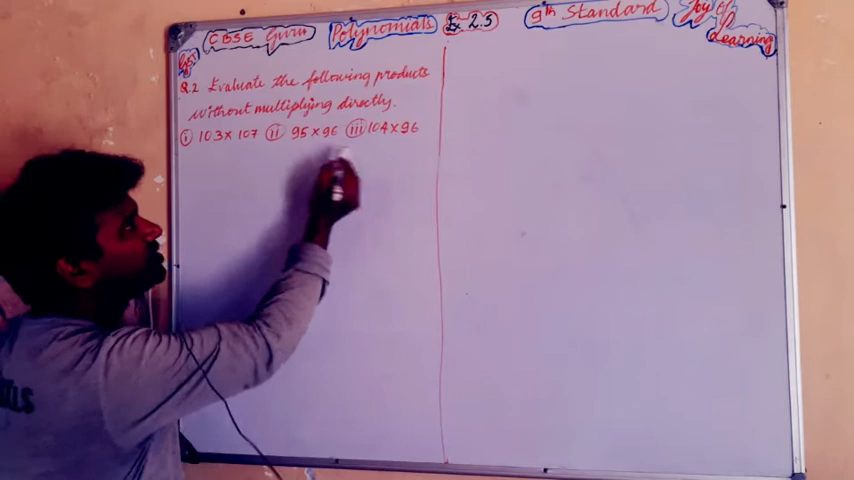 CBSE Guru
Polynomials
Ex 2.5
9th Standard
Joy of
Learning
Q.2 Evaluate the following products
without multiplying directly.
(i) 103 x 107 (ii) 95 x 96 (iii) 104 x 96